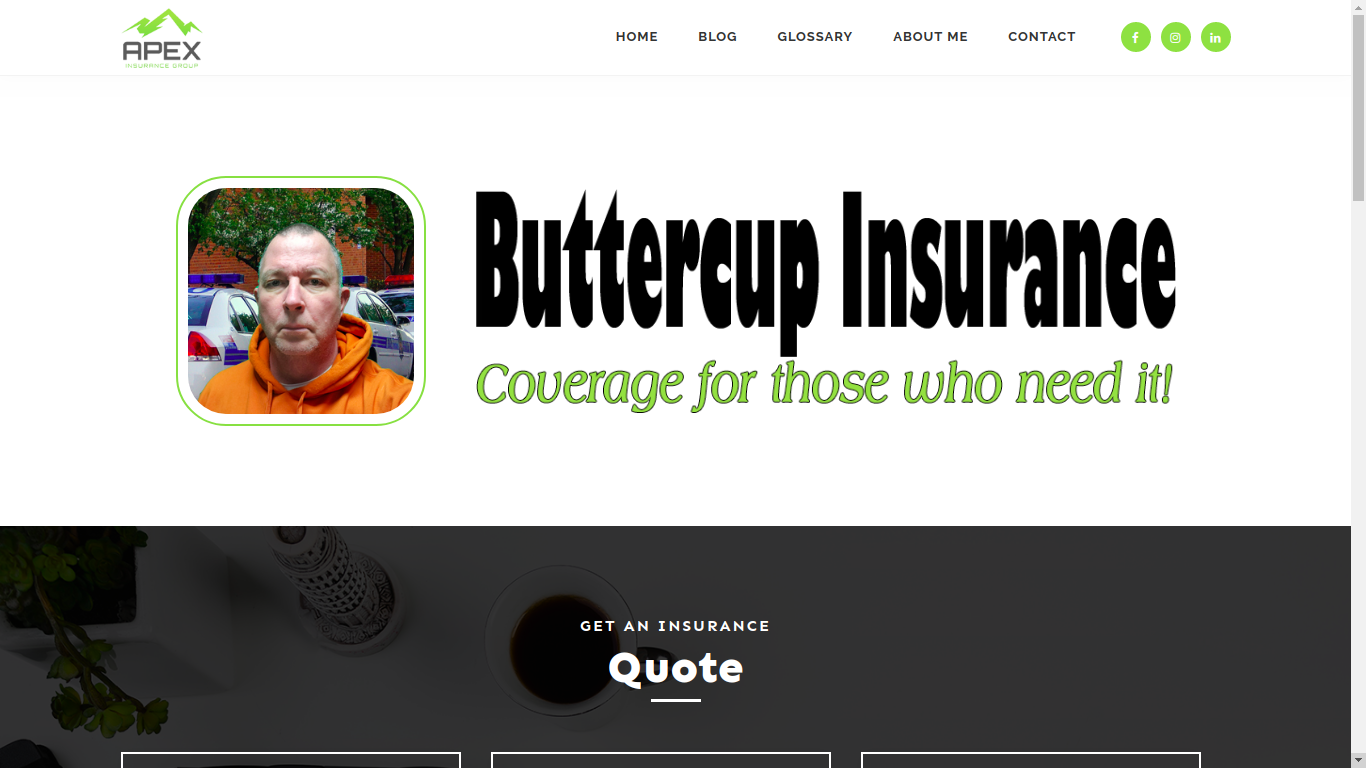 APEX
INSURANCE GROUP
HOME BLOG GLOSSARY ABOUT ME CONTACT
Buttercup Insurance
Coverage for those who need it!
GET AN INSURANCE
Quote